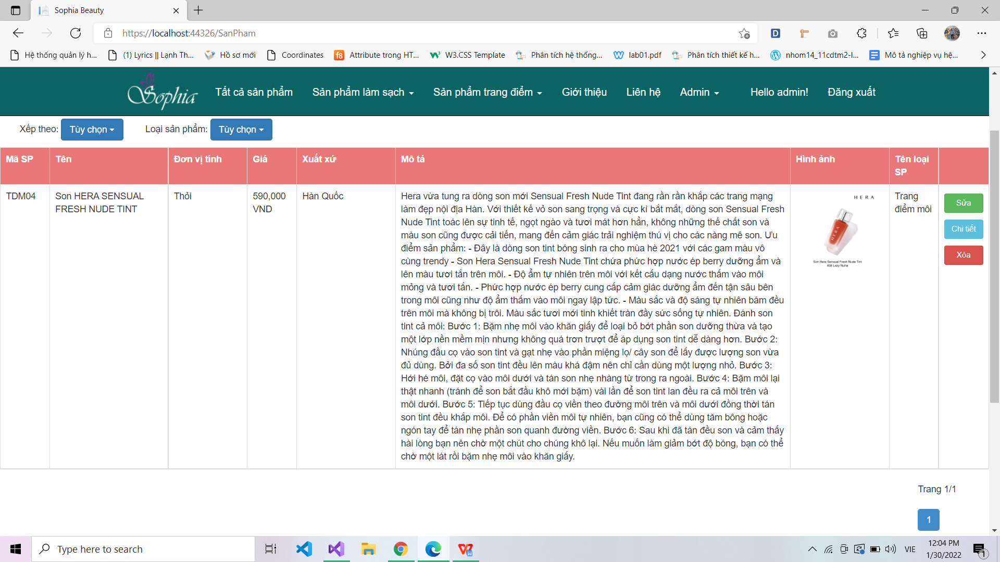 Sophia Beauty
https://localhost:44326/SanPham
Hệ thống quản lý h...
(1) Lyrics || Lạnh Th...
Hồ sơ mới
Coordinates
f8
Attribute trong HT...
W3.CSS Template
Phân tích hệ thống...
lab01.pdf
Phân tích thiết kế h...
nhom14_11cdtm2-l...
Mô tả nghiệp vụ hệ...
Sophia
Tất cả sản phẩm
Sản phẩm làm sạch
Sản phẩm trang điểm
Giới thiệu
Liên hệ
Admin
Hello admin!
Đăng xuất
Xếp theo: Tùy chọn
Loại sản phẩm: Tùy chọn
Mã SP
Tên
Đơn vị tính
Giá
Xuất xứ
Mô tả
Hình ảnh
Tên loại
SP
TDM04
Son HERA SENSUAL
FRESH NUDE TINT
Thỏi
590,000
VND
Hàn Quốc
Hera vừa tung ra dòng son mới Sensual Fresh Nude Tint đang rần rần khắp các trang mạng
làm đẹp nội địa Hàn. Với thiết kế vỏ son sang trọng và cực kì bắt mắt, dòng son Sensual Fresh
Nude Tint toác lên sự tinh tế, ngọt ngào và tươi mát hơn hẳn, không những thế chất son và
màu son cũng được cải tiến, mang đến cảm giác trải nghiệm thú vị cho các nàng mê son. Ưu
điểm sản phẩm: - Đây là dòng son tint bóng sinh ra cho mùa hè 2021 với các gam màu vô
cùng trendy - Son Hera Sensual Fresh Nude Tint chứa phức hợp nước ép berry dưỡng ẩm và
lên màu tươi tắn trên môi. - Độ ẩm tự nhiên trên môi với kết cấu dạng nước thấm vào môi
mỏng và tươi tắn. - Phức hợp nước ép berry cung cấp cảm giác dưỡng ẩm đến tận sâu bên
trong môi cũng như độ ẩm thấm vào môi ngay lập tức. - Màu sắc và độ sáng tự nhiên bám đều
trên môi mà không bị trôi. Màu sắc tươi mới tinh khiết tràn đầy sức sống tự nhiên. Đánh son
tint cả môi: Bước 1: Bặm nhẹ môi vào khăn giấy để loại bỏ bớt phần son dưỡng thừa và tạo
một lớp nền mềm mịn nhưng không quá trơn trượt để áp dụng son tint dễ dàng hơn. Bước 2:
Nhúng đầu cọ vào son tint và gạt nhẹ vào phần miệng lọ/ cây son để lấy được lượng son vừa
đủ dùng. Bởi đa số son tint đều lên màu khá đậm nên chỉ cần dùng một lượng nhỏ. Bước 3:
Hới hé môi, đặt cọ vào môi dưới và tán son nhẹ nhàng từ trong ra ngoài. Bước 4: Bặm môi lại
thật nhanh (tránh để son bắt đầu khô mới bặm) vài lần để son tint lan đều ra cả môi trên và
môi dưới. Bước 5: Tiếp tục dùng đầu cọ viền theo đường môi trên và môi dưới đồng thời tán
son tint đều khắp môi. Để có phần viền môi tự nhiên, bạn cũng có thể dùng tăm bông hoặc
ngón tay để tán nhẹ phần son quanh đường viền. Bước 6: Sau khi đã tán đều son và cảm thấy
hài lòng bạn nên chờ một chút cho chúng khô lại. Nếu muốn làm giảm bớt độ bóng, bạn có thể
chờ một lát rồi bặm nhẹ môi vào khăn giấy.
HERA
HERA
Son Hera Sensual Fresh Nude Tint
458 Lazy Nuha
Trang
điểm môi
Sửa
Chi tiết
Xóa
Trang 1/1
1
Type here to search
VIE
12:04 PM
1/30/2022
1